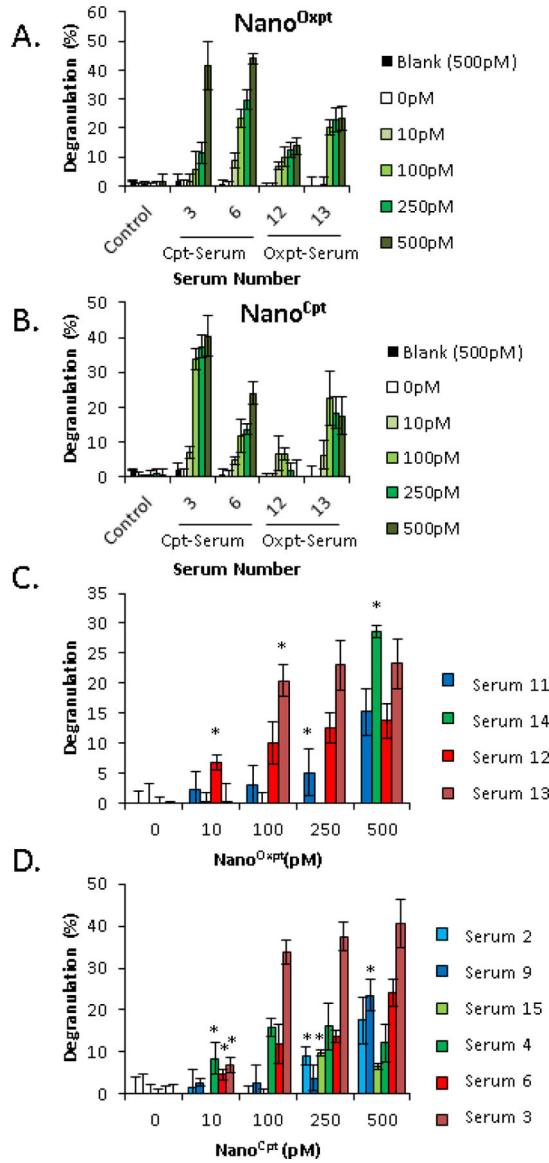 A.
Nano^Oxpt
Degranulation (%)
60
50
40
30
20
10
0
Control
3
6
12
13
Cpt-Serum
Oxpt-Serum
Serum Number
Blank (500pM)
0pM
10pM
100pM
250pM
500pM
B.
Nano^Cpt
Degranulation (%)
50
40
30
20
10
0
Control
3
6
12
13
Cpt-Serum
Oxpt-Serum
Serum Number
Blank (500pM)
0pM
10pM
100pM
250pM
500pM
C.
Degranulation
35
30
25
20
15
10
5
0
* * * *
0 10 100 250 500
Nano^Oxpt(pM)
Serum 11
Serum 14
Serum 12
Serum 13
D.
Degranulation (%)
50
40
30
20
10
0
* * * * * *
0 10 100 250 500
Nano^Cpt (pM)
Serum 2
Serum 9
Serum 15
Serum 4
Serum 6
Serum 3